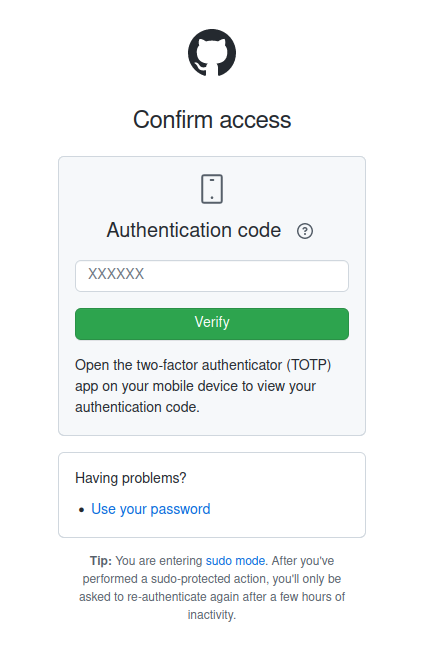 Confirm access
Authentication code
XXXXXX
Verify
Open the two-factor authenticator (TOTP)
app on your mobile device to view your
authentication code.
Having problems?
• Use your password
Tip: You are entering sudo mode. After you've
performed a sudo-protected action, you'll only be
asked to re-authenticate again after a few hours of
inactivity.